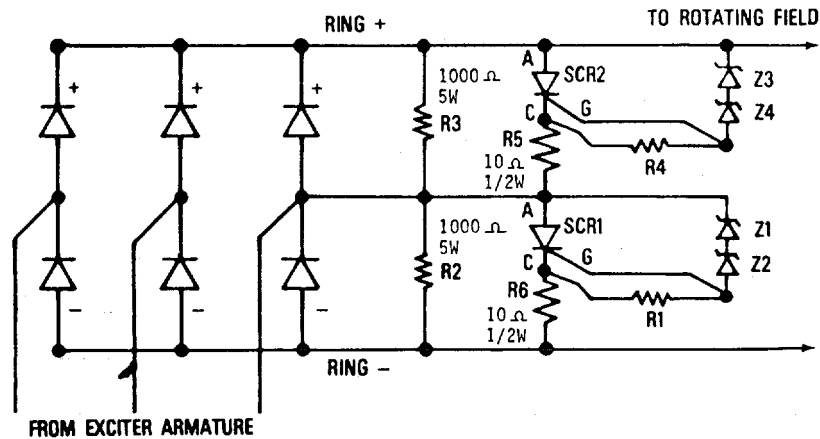 RING +
TO ROTATING FIELD
A
SCR2
1000 Ω
5W
R3
+
+
+
Z3
Z4
C
G
R5
R4
10 Ω
1/2W
A
SCR1
1000 Ω
5W
R2
Z1
Z2
G
C
R6
R1
10 Ω
1/2W
–
–
–
RING –
FROM EXCITER ARMATURE